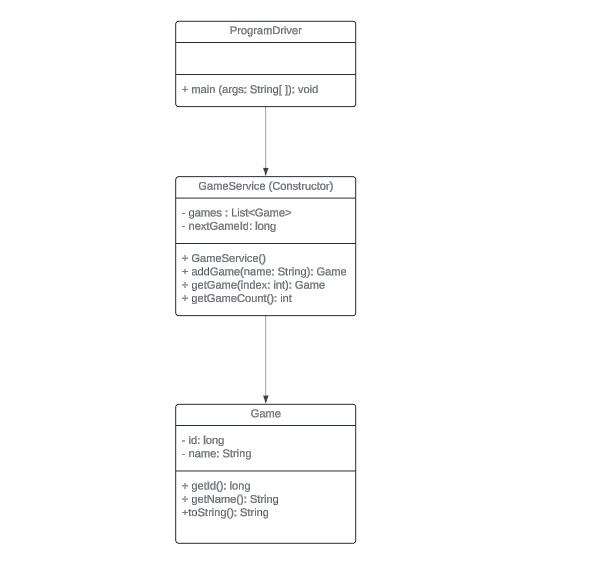 ProgramDriver
+ main (args: String[ ]): void
GameService (Constructor)
- games : List<Game>
- nextGameId: long
+ GameService()
+ addGame(name: String): Game
+ getGame(index: int): Game
+ getGameCount(): int
Game
- id: long
- name: String
+ getId(): long
+ getName(): String
+toString(): String